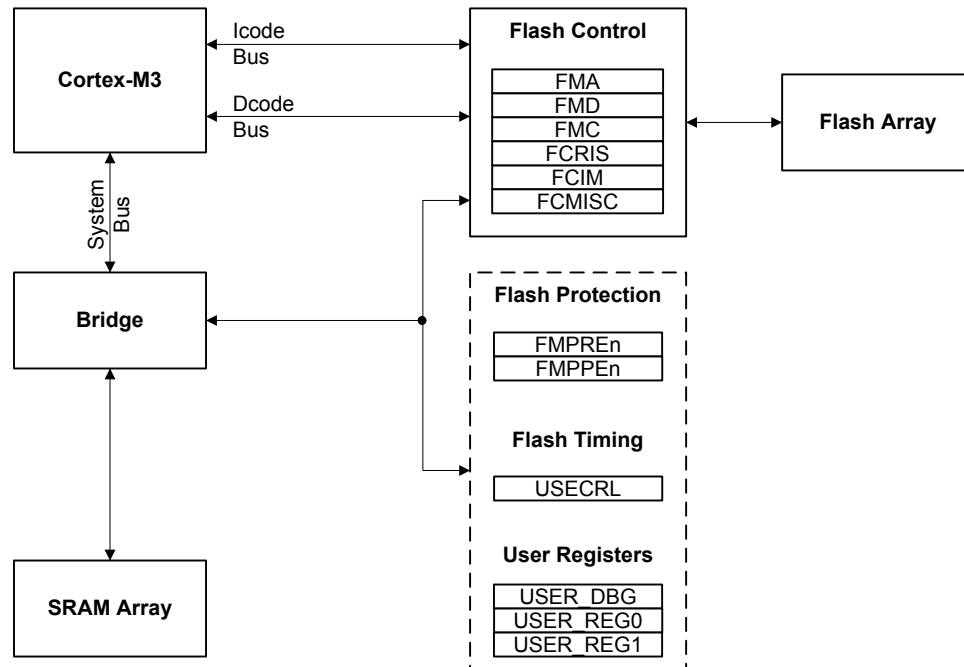 Cortex-M3
Icode
Bus
Dcode
Bus
Flash Control
FMA
FMD
FMC
FCRIS
FCIM
FCMISC
Flash Array
System
Bus
Bridge
Flash Protection
FMPREn
FMPPEn
Flash Timing
USECRL
User Registers
USER_DBG
USER_REG0
USER_REG1
SRAM Array